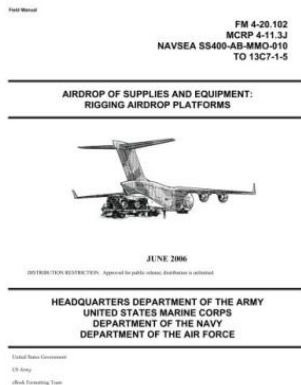 Field Manual
FM 4-20.102
MCRP 4-11.3J
NAVSEA SS400-AB-MMO-010
TO 13C7-1-5
AIRDROP OF SUPPLIES AND EQUIPMENT:
RIGGING AIRDROP PLATFORMS
JUNE 2006
DISTRIBUTION RESTRICTION. Approved for public release; distribution is unlimited.
HEADQUARTERS DEPARTMENT OF THE ARMY
UNITED STATES MARINE CORPS
DEPARTMENT OF THE NAVY
DEPARTMENT OF THE AIR FORCE
United States Government
US Army
eBook Formatting Team